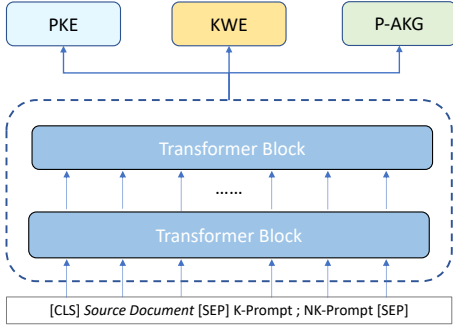 PKE KWE P-AKG
Transformer Block
......
Transformer Block
[CLS] Source Document [SEP] K-Prompt ; NK-Prompt [SEP]